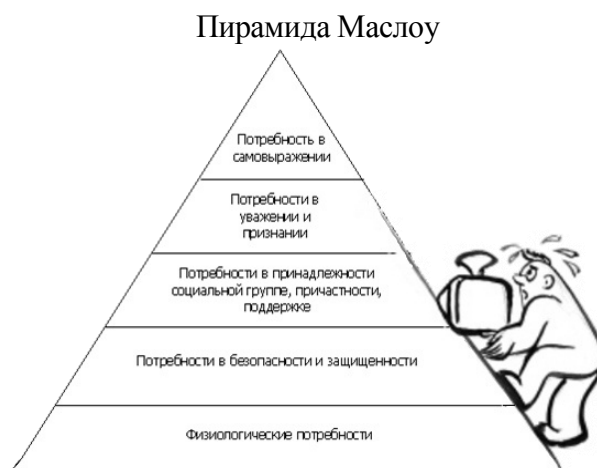 Пирамида Маслоу
Потребность в
самовыражении
Потребности в
уважении и
признании
Потребности в принадлежности
социальной группе, причастности,
поддержке
Потребности в безопасности и защищенности
Физиологические потребности